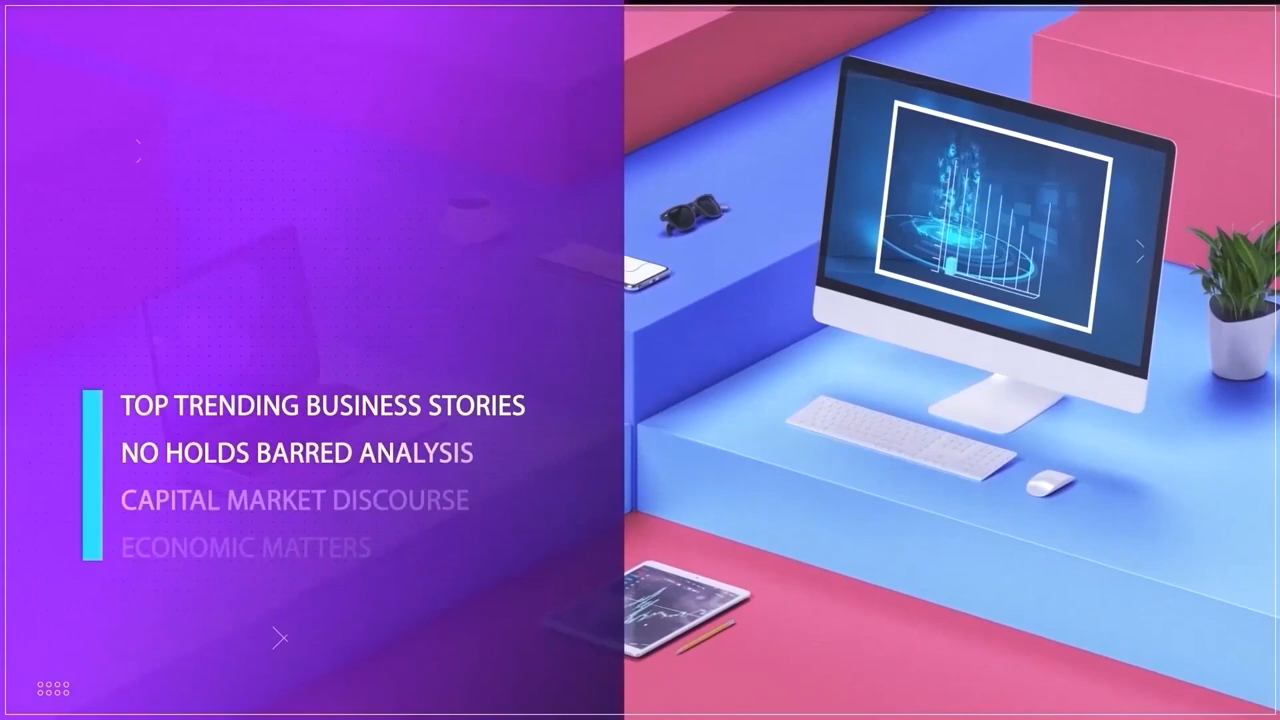 TOP TRENDING BUSINESS STORIES
NO HOLDS BARRED ANALYSIS
CAPITAL MARKET DISCOURSE
ECONOMIC MATTERS